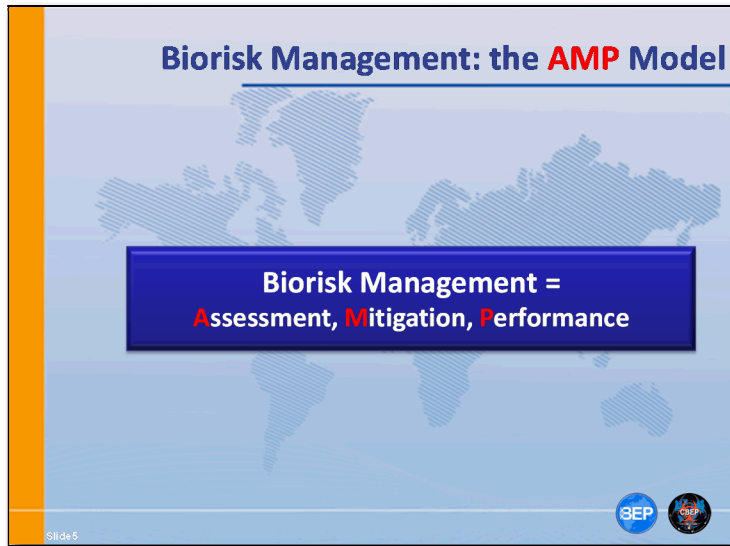 Biorisk Management: the AMP Model
Biorisk Management =
Assessment, Mitigation, Performance
BEP
CBEP
Slide 5